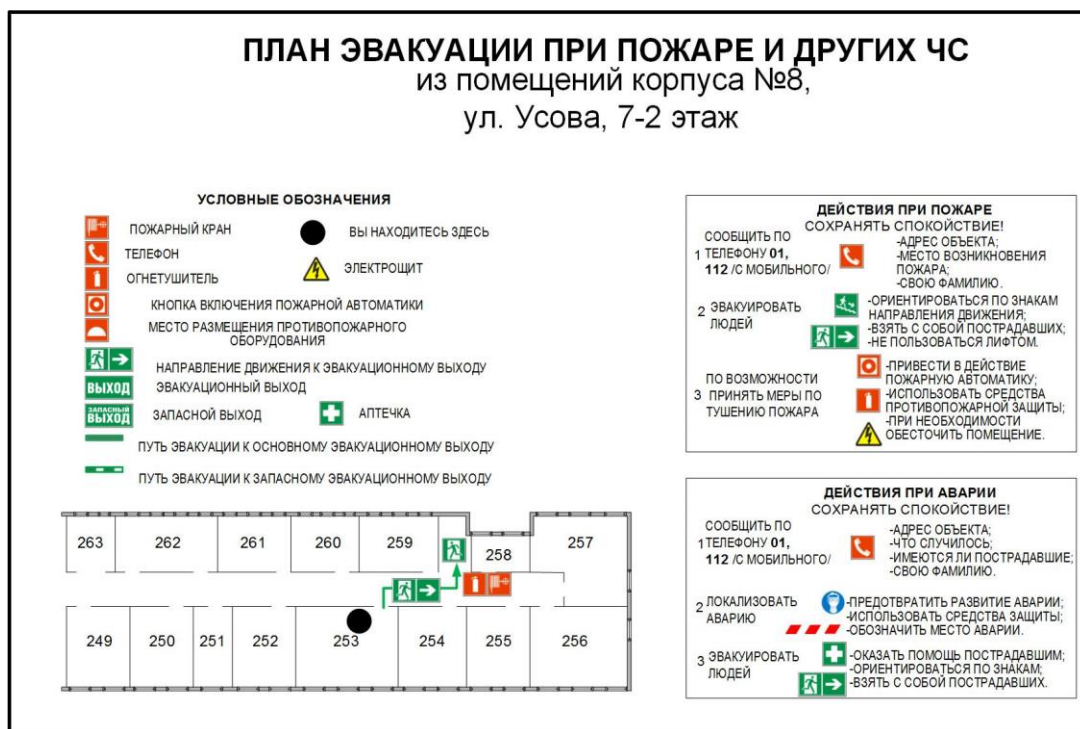 ПЛАН ЭВАКУАЦИИ ПРИ ПОЖАРЕ И ДРУГИХ ЧС
из помещений корпуса №8,
ул. Усова, 7-2 этаж
УСЛОВНЫЕ ОБОЗНАЧЕНИЯ
ПОЖАРНЫЙ КРАН
ВЫ НАХОДИТЕСЬ ЗДЕСЬ
ТЕЛЕФОН
ЭЛЕКТРОЩИТ
ОГНЕТУШИТЕЛЬ
КНОПКА ВКЛЮЧЕНИЯ ПОЖАРНОЙ АВТОМАТИКИ
МЕСТО РАЗМЕЩЕНИЯ ПРОТИВОПОЖАРНОГО
ОБОРУДОВАНИЯ
НАПРАВЛЕНИЕ ДВИЖЕНИЯ К ЭВАКУАЦИОННОМУ ВЫХОДУ
ВЫХОД
ЭВАКУАЦИОННЫЙ ВЫХОД
ЗАПАСНЫЙ
ВЫХОД
ЗАПАСНОЙ ВЫХОД
АПТЕЧКА
ПУТЬ ЭВАКУАЦИИ К ОСНОВНОМУ ЭВАКУАЦИОННОМУ ВЫХОДУ
ПУТЬ ЭВАКУАЦИИ К ЗАПАСНОМУ ЭВАКУАЦИОННОМУ ВЫХОДУ
263 262 261 260 259 258 257
249 250 251 252 253 254 255 256
ДЕЙСТВИЯ ПРИ ПОЖАРЕ
СОХРАНЯТЬ СПОКОЙСТВИЕ!
1 СООБЩИТЬ ПО
ТЕЛЕФОНУ 01,
112 /С МОБИЛЬНОГО/
-АДРЕС ОБЪЕКТА;
-МЕСТО ВОЗНИКНОВЕНИЯ
ПОЖАРА;
-СВОЮ ФАМИЛИЮ.
2 ЭВАКУИРОВАТЬ
ЛЮДЕЙ
-ОРИЕНТИРОВАТЬСЯ ПО ЗНАКАМ
НАПРАВЛЕНИЯ ДВИЖЕНИЯ;
-ВЗЯТЬ С СОБОЙ ПОСТРАДАВШИХ;
-НЕ ПОЛЬЗОВАТЬСЯ ЛИФТОМ.
3 ПО ВОЗМОЖНОСТИ
ПРИНЯТЬ МЕРЫ ПО
ТУШЕНИЮ ПОЖАРА
-ПРИВЕСТИ В ДЕЙСТВИЕ
ПОЖАРНУЮ АВТОМАТИКУ;
-ИСПОЛЬЗОВАТЬ СРЕДСТВА
ПРОТИВОПОЖАРНОЙ ЗАЩИТЫ;
-ПРИ НЕОБХОДИМОСТИ
ОБЕСТОЧИТЬ ПОМЕЩЕНИЕ.
ДЕЙСТВИЯ ПРИ АВАРИИ
СОХРАНЯТЬ СПОКОЙСТВИЕ!
1 СООБЩИТЬ ПО
ТЕЛЕФОНУ 01,
112 /С МОБИЛЬНОГО/
-АДРЕС ОБЪЕКТА;
-ЧТО СЛУЧИЛОСЬ;
-ИМЕЮТСЯ ЛИ ПОСТРАДАВШИЕ;
-СВОЮ ФАМИЛИЮ.
2 ЛОКАЛИЗОВАТЬ
АВАРИЮ
-ПРЕДОТВРАТИТЬ РАЗВИТИЕ АВАРИИ;
-ИСПОЛЬЗОВАТЬ СРЕДСТВА ЗАЩИТЫ;
-ОБОЗНАЧИТЬ МЕСТО АВАРИИ.
3 ЭВАКУИРОВАТЬ
ЛЮДЕЙ
-ОКАЗАТЬ ПОМОЩЬ ПОСТРАДАВШИМ;
-ОРИЕНТИРОВАТЬСЯ ПО ЗНАКАМ;
-ВЗЯТЬ С СОБОЙ ПОСТРАДАВШИХ.